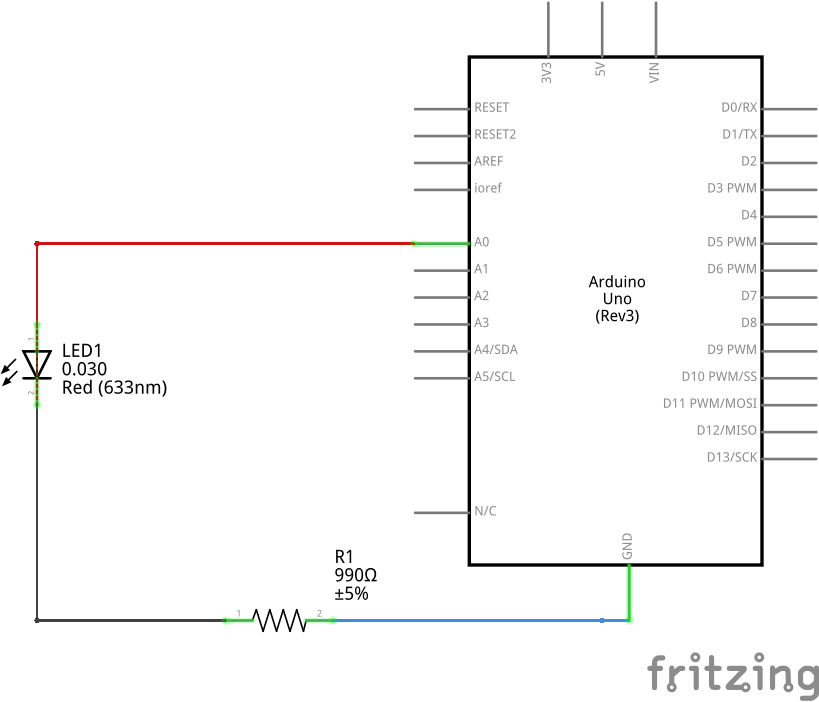 3V3
5V
VIN
RESET
RESET2
AREF
ioref
A0
A1
A2
A3
A4/SDA
A5/SCL
N/C
D0/RX
D1/TX
D2
D3 PWM
D4
D5 PWM
D6 PWM
D7
D8
D9 PWM
D10 PWM/SS
D11 PWM/MOSI
D12/MISO
D13/SCK
Arduino
Uno
(Rev3)
GND
1
LED1
0.030
Red (633nm)
2
R1
990Ω
±5%
1
2
fritzing